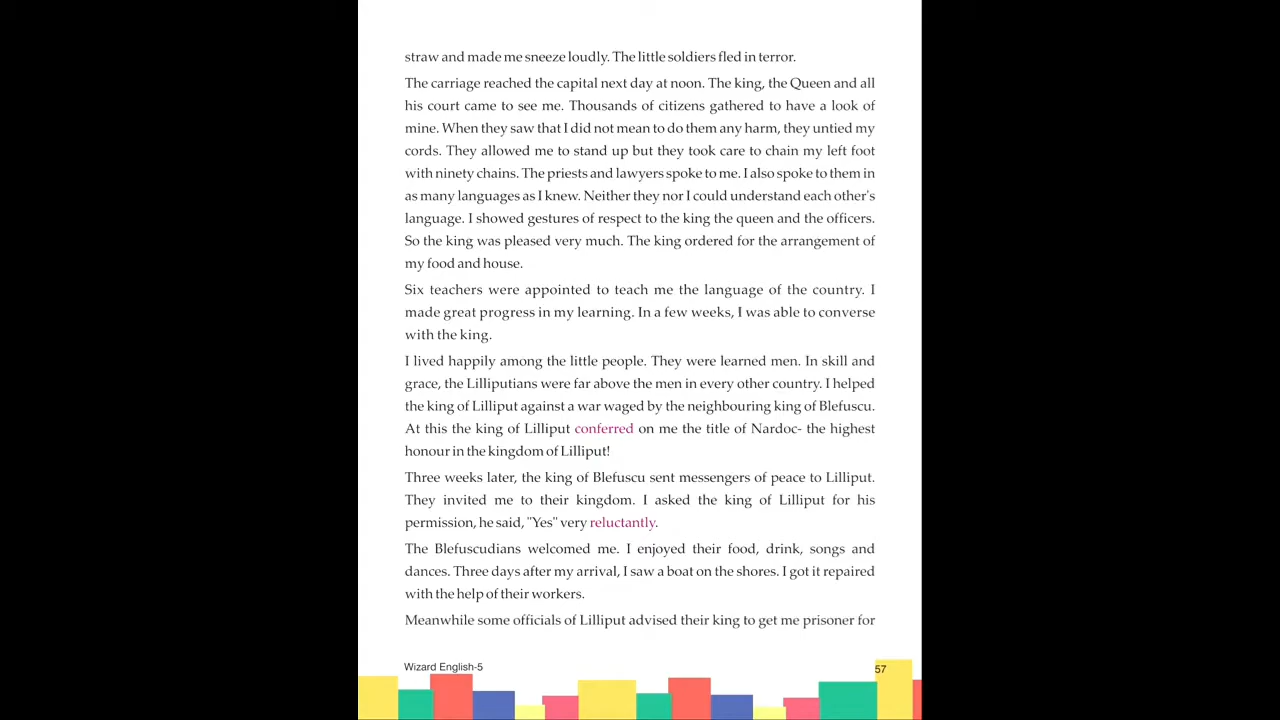 straw and made me sneeze loudly. The little soldiers fled in terror.
The carriage reached the capital next day at noon. The king, the Queen and all
his court came to see me. Thousands of citizens gathered to have a look of
mine. When they saw that I did not mean to do them any harm, they untied my
cords. They allowed me to stand up but they took care to chain my left foot
with ninety chains. The priests and lawyers spoke to me. I also spoke to them in
as many languages as I knew. Neither they nor I could understand each other's
language. I showed gestures of respect to the king the queen and the officers.
So the king was pleased very much. The king ordered for the arrangement of
my food and house.
Six teachers were appointed to teach me the language of the country. I
made great progress in my learning. In a few weeks, I was able to converse
with the king.
I lived happily among the little people. They were learned men. In skill and
grace, the Lilliputians were far above the men in every other country. I helped
the king of Lilliput against a war waged by the neighbouring king of Blefuscu.
At this the king of Lilliput conferred on me the title of Nardoc- the highest
honour in the kingdom of Lilliput!
Three weeks later, the king of Blefuscu sent messengers of peace to Lilliput.
They invited me to their kingdom. I asked the king of Lilliput for his
permission, he said, "Yes" very reluctantly.
The Blefuscudians welcomed me. I enjoyed their food, drink, songs and
dances. Three days after my arrival, I saw a boat on the shores. I got it repaired
with the help of their workers.
Meanwhile some officials of Lilliput advised their king to get me prisoner for
Wizard English-5
57